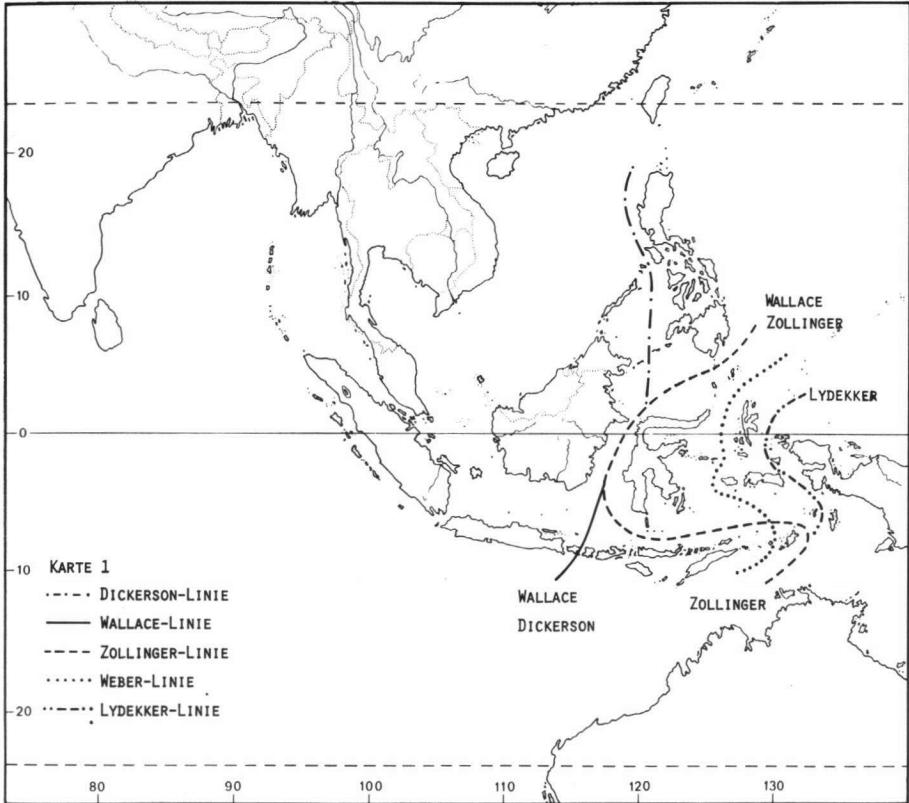 20
10
0
10
20
WALLACE
ZOLLINGER
LYDEKKER
WALLACE
DICKERSON
ZOLLINGER
KARTE 1
DICKERSON-LINIE
WALLACE-LINIE
ZOLLINGER-LINIE
WEBER-LINIE
LYDEKKER-LINIE
80 90 100 110 120 130